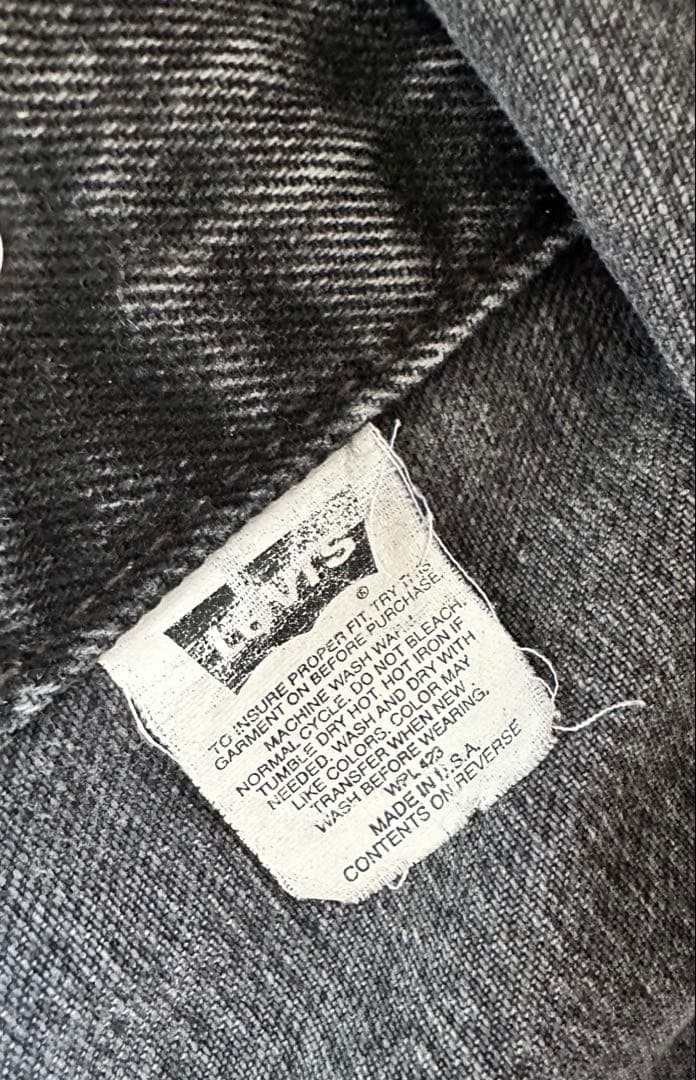 LEVI'S
®
TO INSURE PROPER FIT, TRY THIS
GARMENT ON BEFORE PURCHASE.
MACHINE WASH WARM
NORMAL CYCLE. DO NOT BLEACH.
TUMBLE DRY HOT. HOT IRON IF
NEEDED. WASH AND DRY WITH
LIKE COLORS. COLOR MAY
TRANSFER WHEN NEW.
WASH BEFORE WEARING.
WPL 423
MADE IN U.S.A.
CONTENTS ON REVERSE